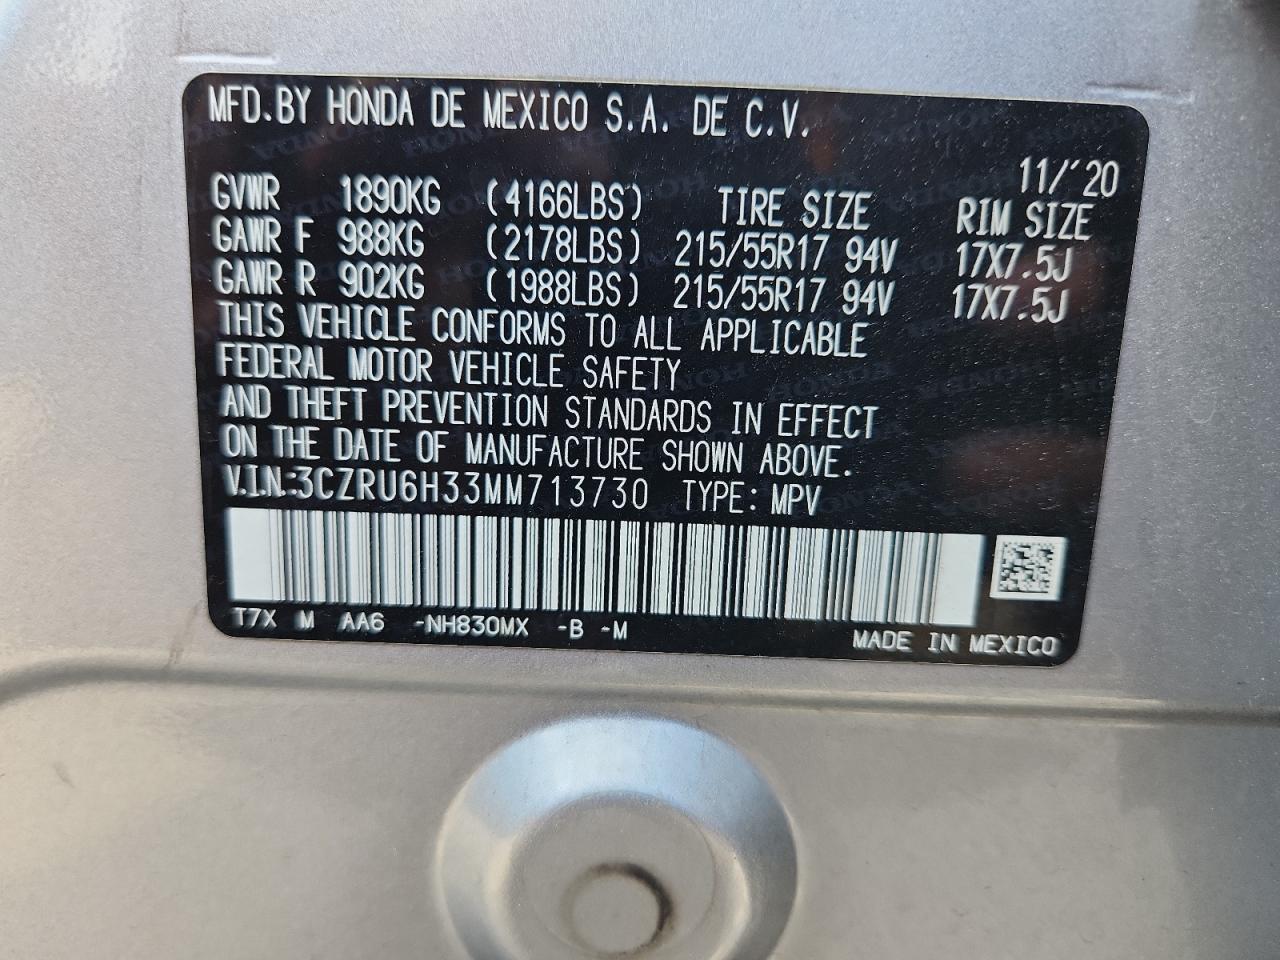 MFD.BY HONDA DE MEXICO S.A. DE C.V.
11/'20
GVWR 1890KG (4166LBS) TIRE SIZE RIM SIZE
GAWR F 988KG (2178LBS) 215/55R17 94V 17X7.5J
GAWR R 902KG (1988LBS) 215/55R17 94V 17X7.5J
THIS VEHICLE CONFORMS TO ALL APPLICABLE
FEDERAL MOTOR VEHICLE SAFETY
AND THEFT PREVENTION STANDARDS IN EFFECT
ON THE DATE OF MANUFACTURE SHOWN ABOVE.
V.I.N.:3CZRU6H33MM713730 TYPE: MPV
T7X M AA6 -NH830MX -B -M
MADE IN MEXICO